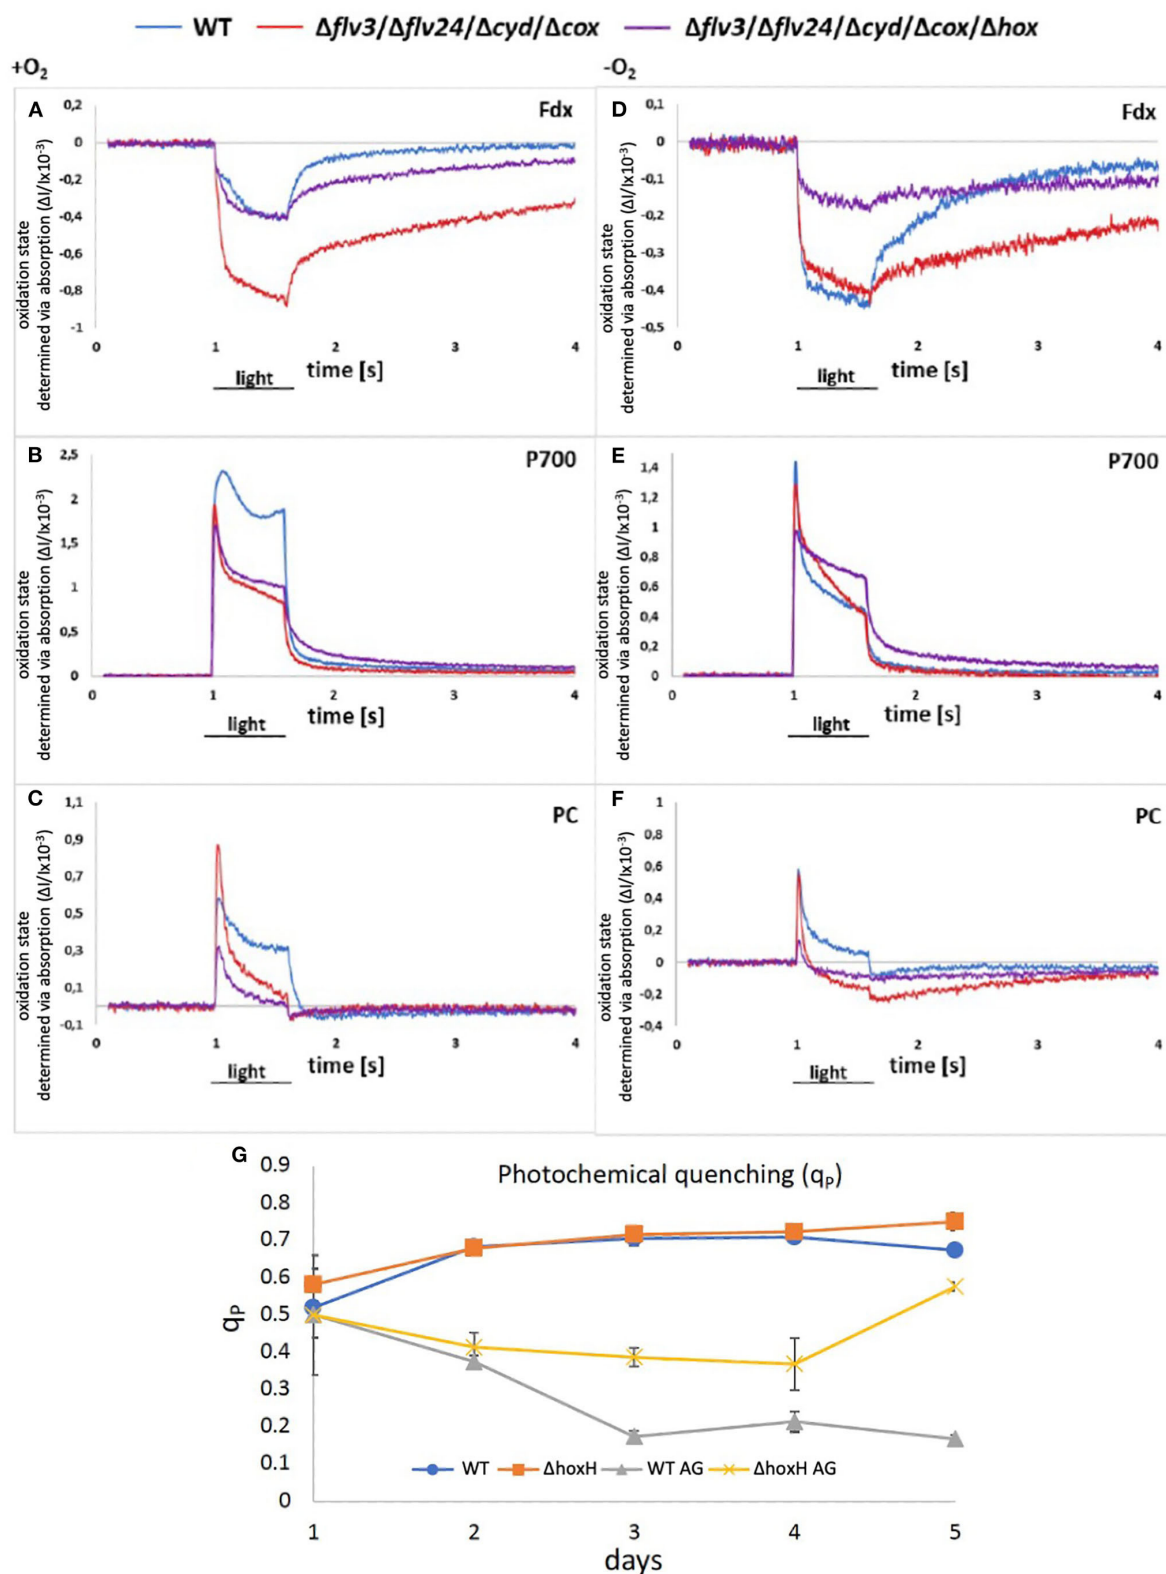 WT Δflv3/Δflv24/Δcyd/Δcox Δflv3/Δflv24/Δcyd/Δcox/Δhox
+O₂ -O₂
A
Fdx
oxidation state
determined via absorption (ΔI/Ix10⁻³)
0,2
0
-0,2
-0,4
-0,6
-0,8
-1
0 1 2 3 4
light
time [s]
D
Fdx
oxidation state
determined via absorption (ΔI/Ix10⁻³)
0,1
0
-0,1
-0,2
-0,3
-0,4
-0,5
0 1 2 3 4
light
time [s]
B
P700
oxidation state
determined via absorption (ΔI/Ix10⁻³)
2,5
2
1,5
1
0,5
0
0 1 2 3 4
light
time [s]
E
P700
oxidation state
determined via absorption (ΔI/Ix10⁻³)
1,4
1,2
1
0,8
0,6
0,4
0,2
0
0 1 2 3 4
light
time [s]
C
PC
oxidation state
determined via absorption (ΔI/Ix10⁻³)
1,1
0,9
0,7
0,5
0,3
0,1
-0,1
0 1 2 3 4
light
time [s]
F
PC
oxidation state
determined via absorption (ΔI/Ix10⁻³)
1
0,8
0,6
0,4
0,2
0
-0,2
-0,4
0 1 2 3 4
light
time [s]
G
Photochemical quenching (qP)
qP
0.9
0.8
0.7
0.6
0.5
0.4
0.3
0.2
0.1
0
WT ΔhoxH WT AG ΔhoxH AG
1 2 3 4 5
days